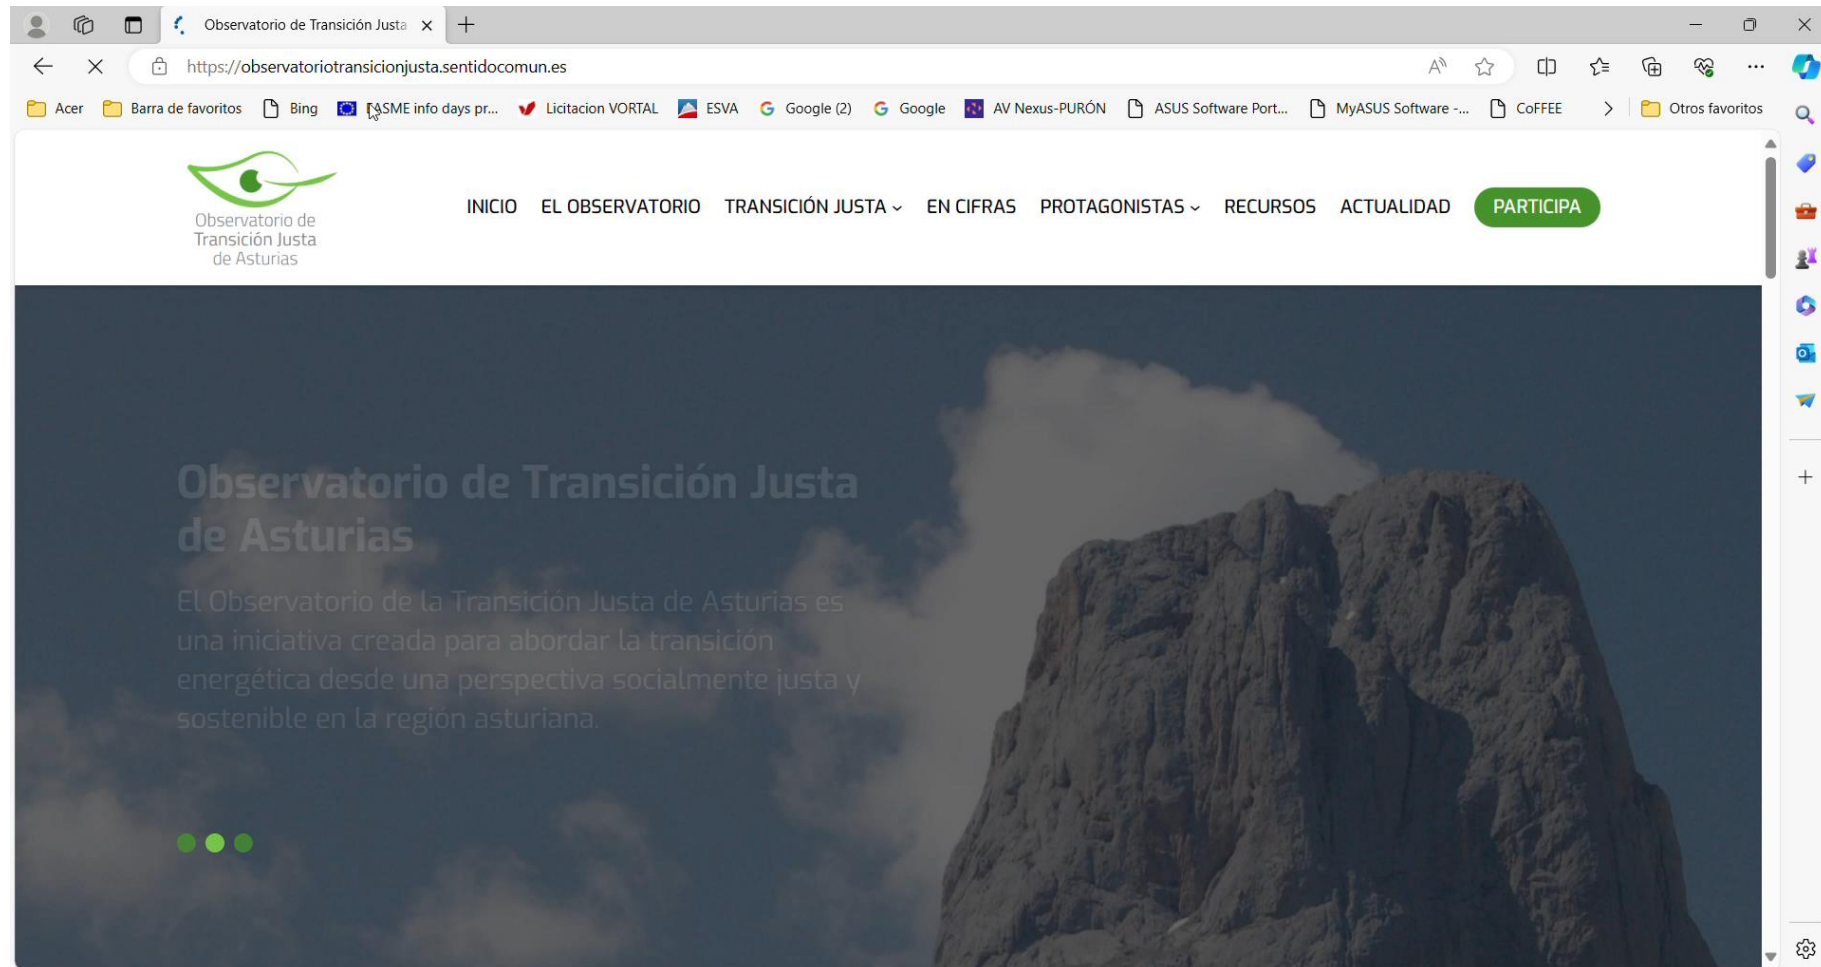 Observatorio de Transición Justa
https://observatoriotransicionjusta.sentidocomun.es
Acer Barra de favoritos Bing EASME info days pr... Licitacion VORTAL ESVA Google (2) Google AV Nexus-PURÓN ASUS Software Port... MyASUS Software -... CoFFEE Otros favoritos
Observatorio de
Transición Justa
de Asturias
INICIO EL OBSERVATORIO TRANSICIÓN JUSTA EN CIFRAS PROTAGONISTAS RECURSOS ACTUALIDAD PARTICIPA
Observatorio de Transición Justa
de Asturias
El Observatorio de la Transición Justa de Asturias es
una iniciativa creada para abordar la transición
energética desde una perspectiva socialmente justa y
sostenible en la región asturiana.